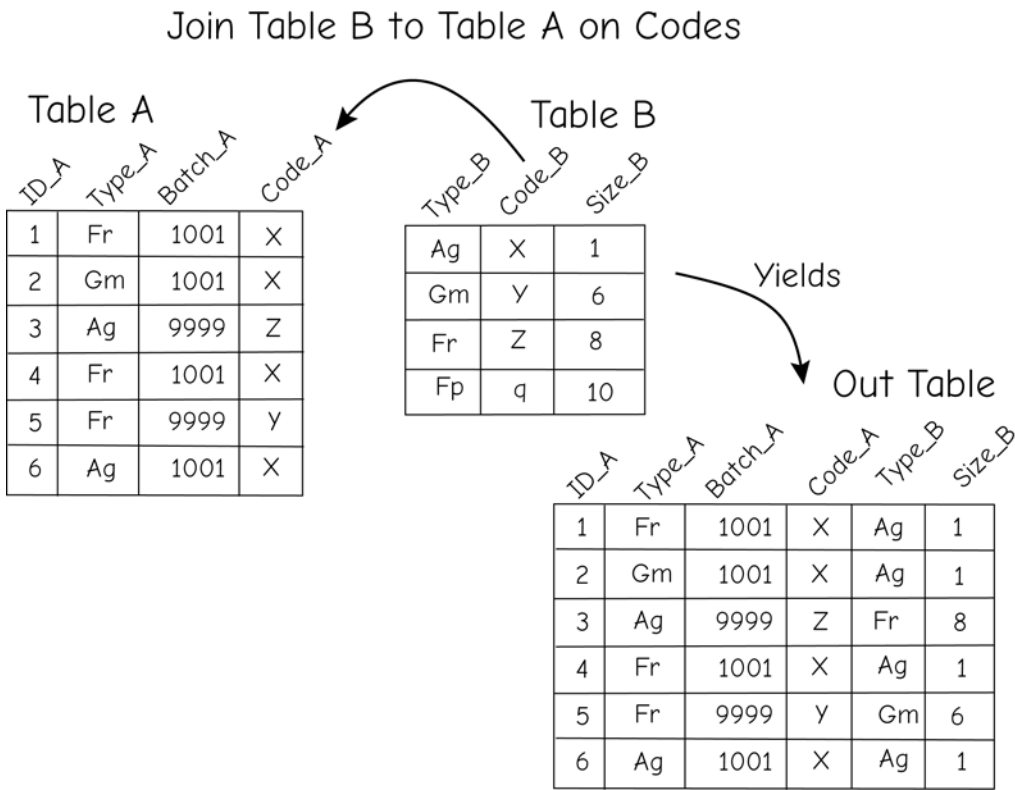 Join Table B to Table A on Codes
Table A
ID_A Type_A Batch_A Code_A
1 Fr 1001 X
2 Gm 1001 X
3 Ag 9999 Z
4 Fr 1001 X
5 Fr 9999 y
6 Ag 1001 X
Table B
Type_B Code_B Size_B
Ag X 1
Gm y 6
Fr Z 8
Fp q 10
Yields
Out Table
ID_A Type_A Batch_A Code_A Type_B Size_B
1 Fr 1001 X Ag 1
2 Gm 1001 X Ag 1
3 Ag 9999 Z Fr 8
4 Fr 1001 X Ag 1
5 Fr 9999 y Gm 6
6 Ag 1001 X Ag 1